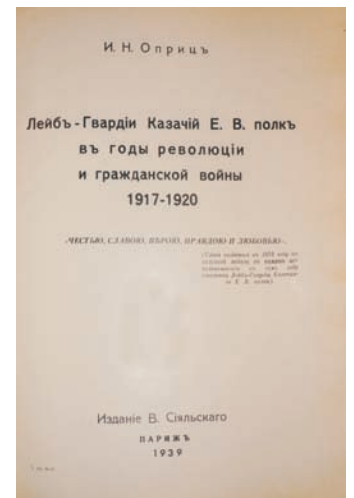 И. Н. Оприцъ
Лейбъ-Гвардіи Казачій Е. В. полкъ
въ годы революціи
и гражданской войны
1917-1920
«ЧЕСТЬЮ, СЛАВОЮ, ВѢРОЮ, ПРАВДОЮ И ЛЮБОВЬЮ».
Изданіе В. Сіяльскаго
ПАРИЖЪ
1939